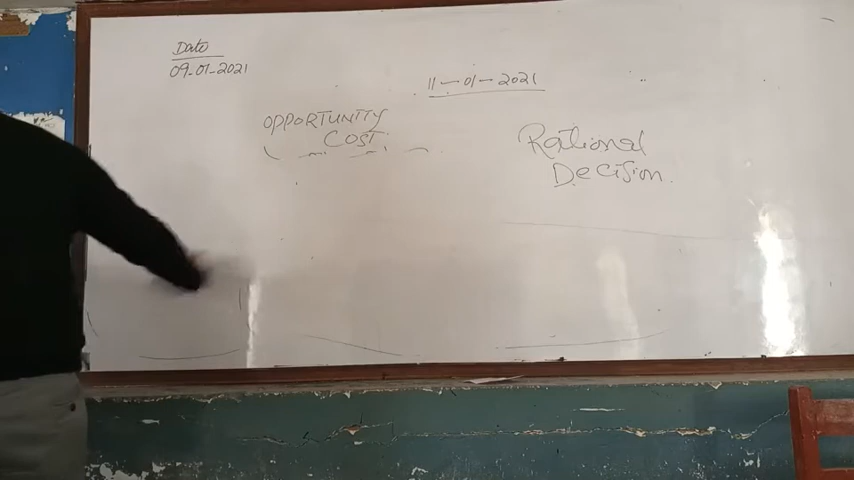 Date
09-01-2021
11-01-2021
OPPORTUNITY
COST
Rational
Decision.